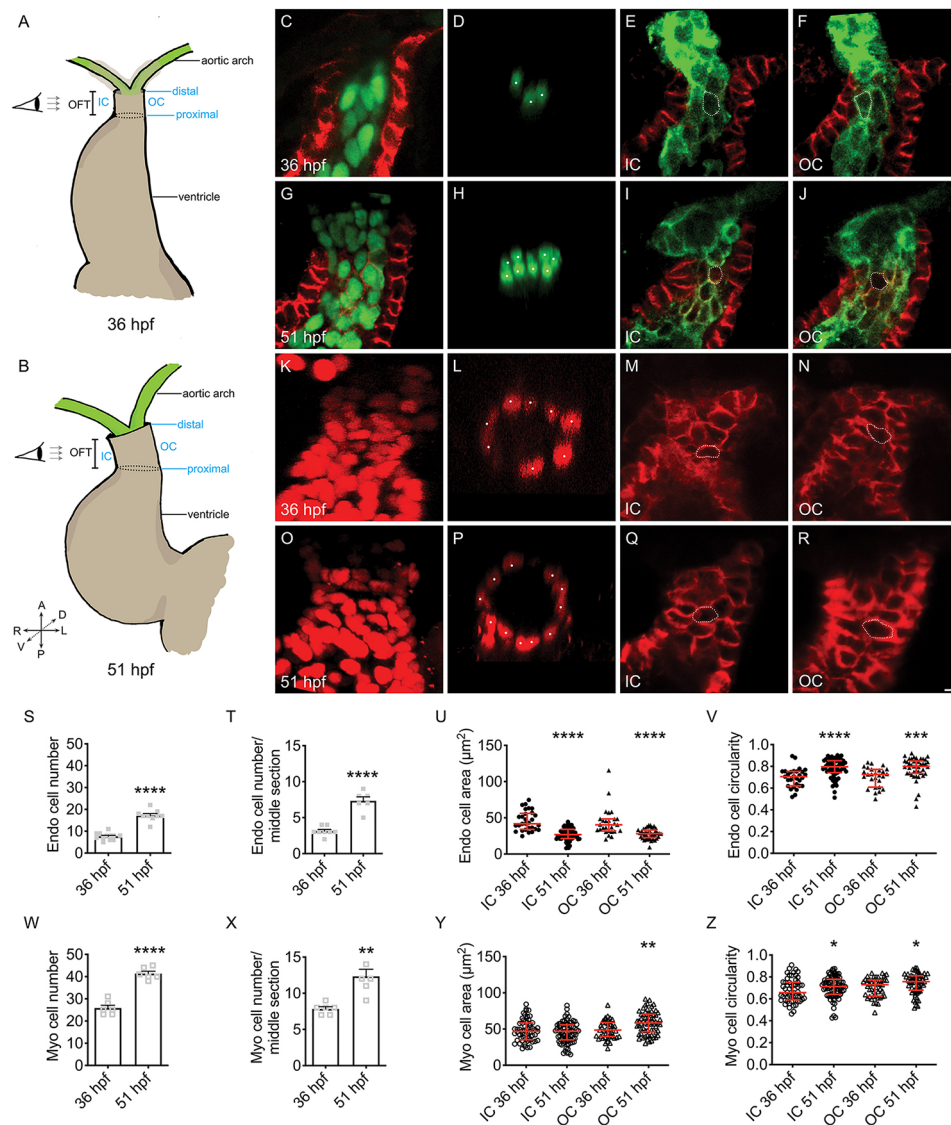 A
aortic arch
distal
OFT
IC
OC
proximal
ventricle
36 hpf
B
aortic arch
distal
OFT
IC
OC
proximal
ventricle
A
D
R
L
V
P
51 hpf
C
36 hpf
D
E
IC
F
OC
G
51 hpf
H
I
IC
J
OC
K
36 hpf
L
M
IC
N
OC
O
51 hpf
P
Q
IC
R
OC
S
Endo cell number
50
40
30
20
10
0
****
36 hpf
51 hpf
T
Endo cell number/
middle section
15
10
5
0
****
36 hpf
51 hpf
U
Endo cell area (µm²)
150
100
50
0
****
****
IC 36 hpf
IC 51 hpf
OC 36 hpf
OC 51 hpf
V
Endo cell circularity
1.0
0.8
0.6
0.4
0.2
0.0
****
***
IC 36 hpf
IC 51 hpf
OC 36 hpf
OC 51 hpf
W
Myo cell number
50
40
30
20
10
0
****
36 hpf
51 hpf
X
Myo cell number/
middle section
15
10
5
0
**
36 hpf
51 hpf
Y
Myo cell area (µm²)
150
100
50
0
**
IC 36 hpf
IC 51 hpf
OC 36 hpf
OC 51 hpf
Z
Myo cell circularity
1.0
0.8
0.6
0.4
0.2
0.0
*
*
IC 36 hpf
IC 51 hpf
OC 36 hpf
OC 51 hpf